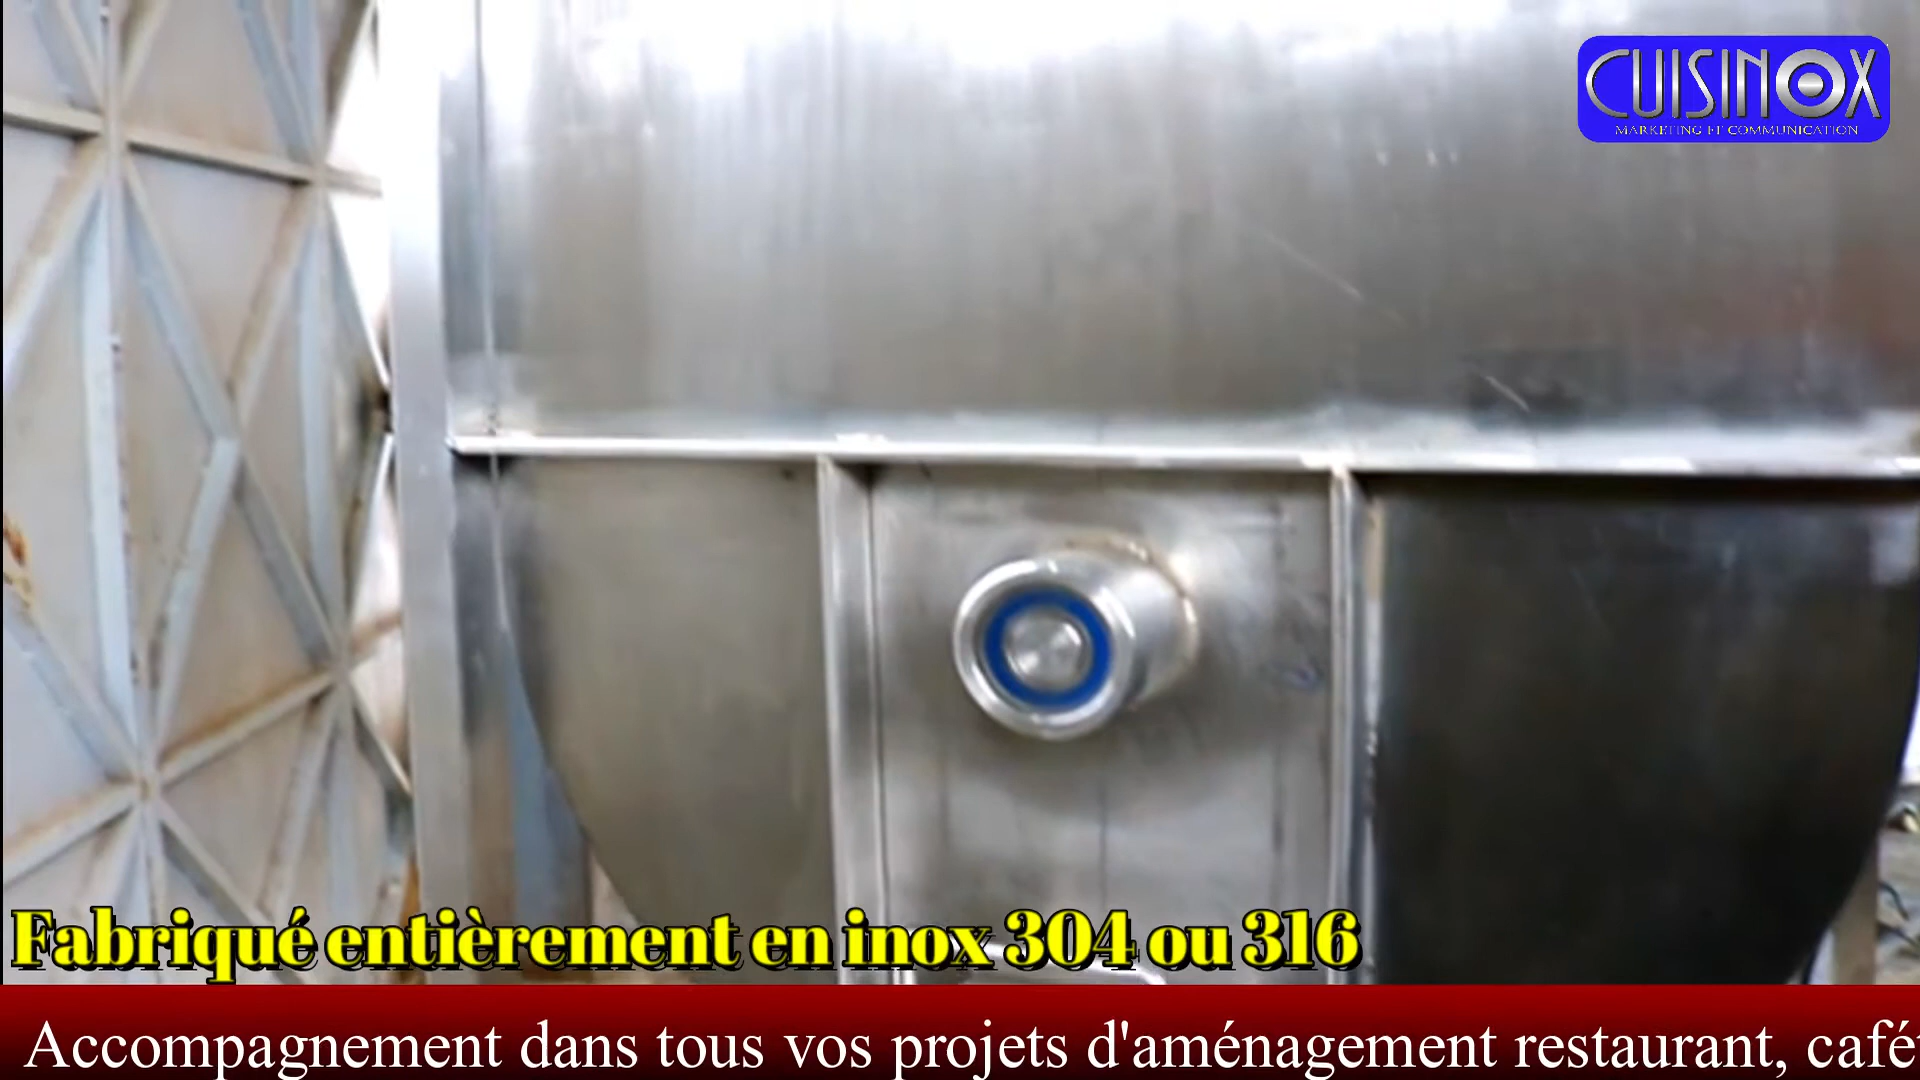 CUISINOX
MARKETING ET COMMUNICATION
Fabriqué entièrement en inox 304 ou 316
Accompagnement dans tous vos projets d'aménagement restaurant, café